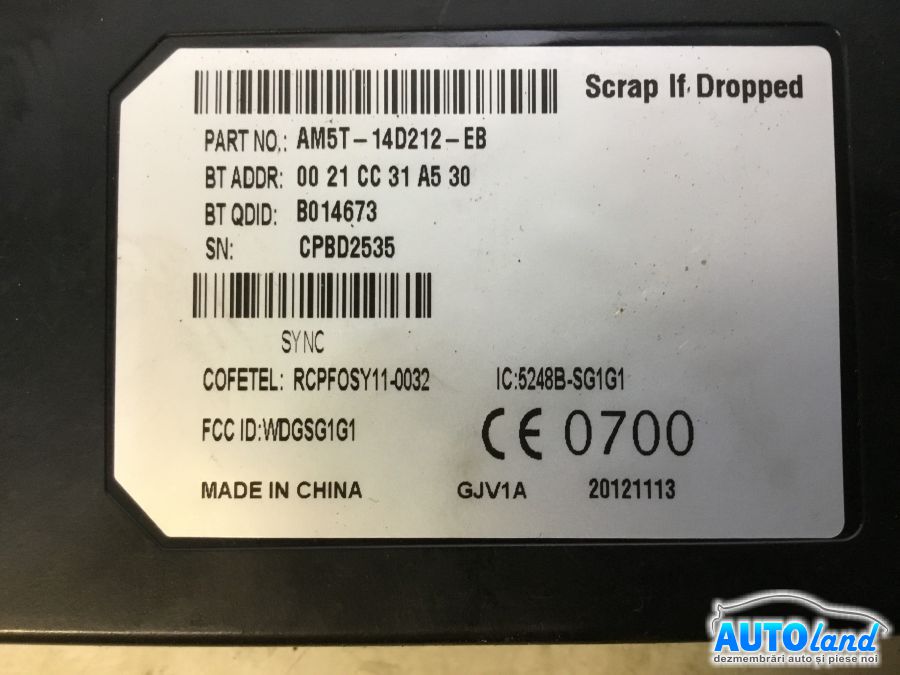 Scrap If Dropped
PART NO.: AM5T-14D212-EB
BT ADDR: 00 21 CC 31 A5 30
BT QDID: B014673
SN: CPBD2535
SYNC
COFETEL: RCPFOSY11-0032 IC:5248B-SG1G1
FCC ID:WDGSG1G1 CE 0700
MADE IN CHINA GJV1A 20121113
AUTOland
dezmembrări auto și piese noi